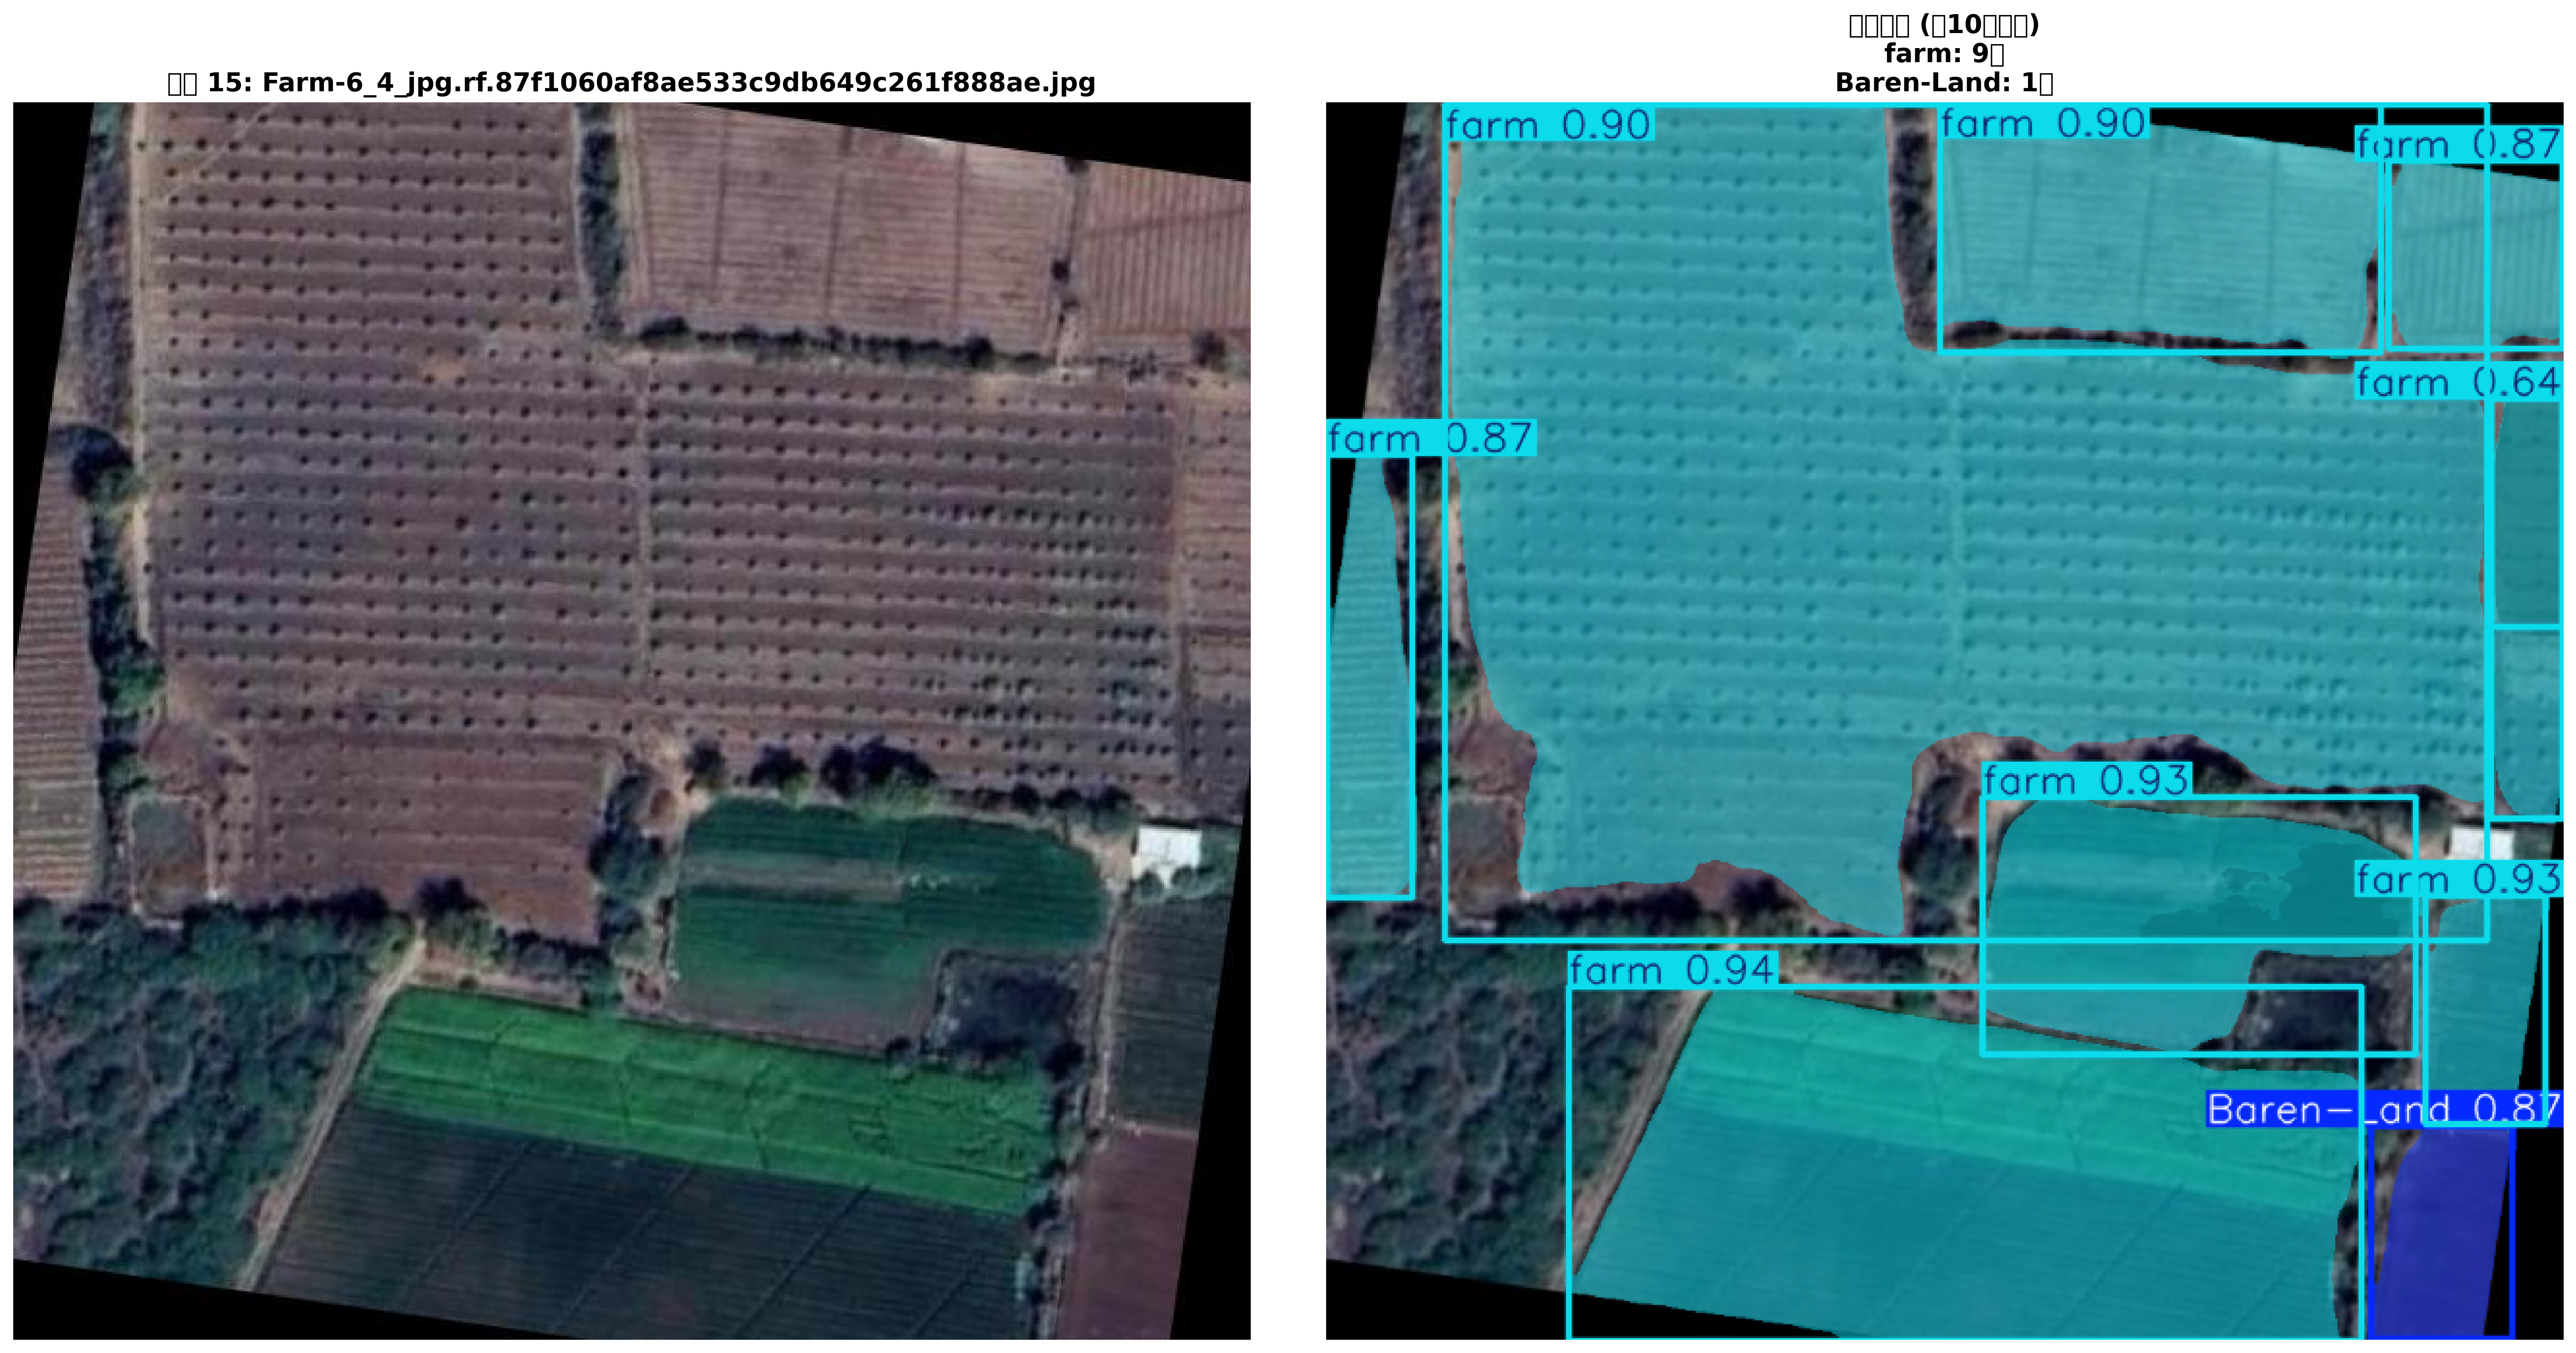 15: Farm-6_4_jpg.rf.87f1060af8ae533c9db649c261f888ae.jpg
(10)
farm: 9
Baren-Land: 1
farm 0.90
farm 0.90
farm 0.87
farm 0.64
farm 0.87
farm 0.93
farm 0.93
farm 0.94
Baren-Land 0.87